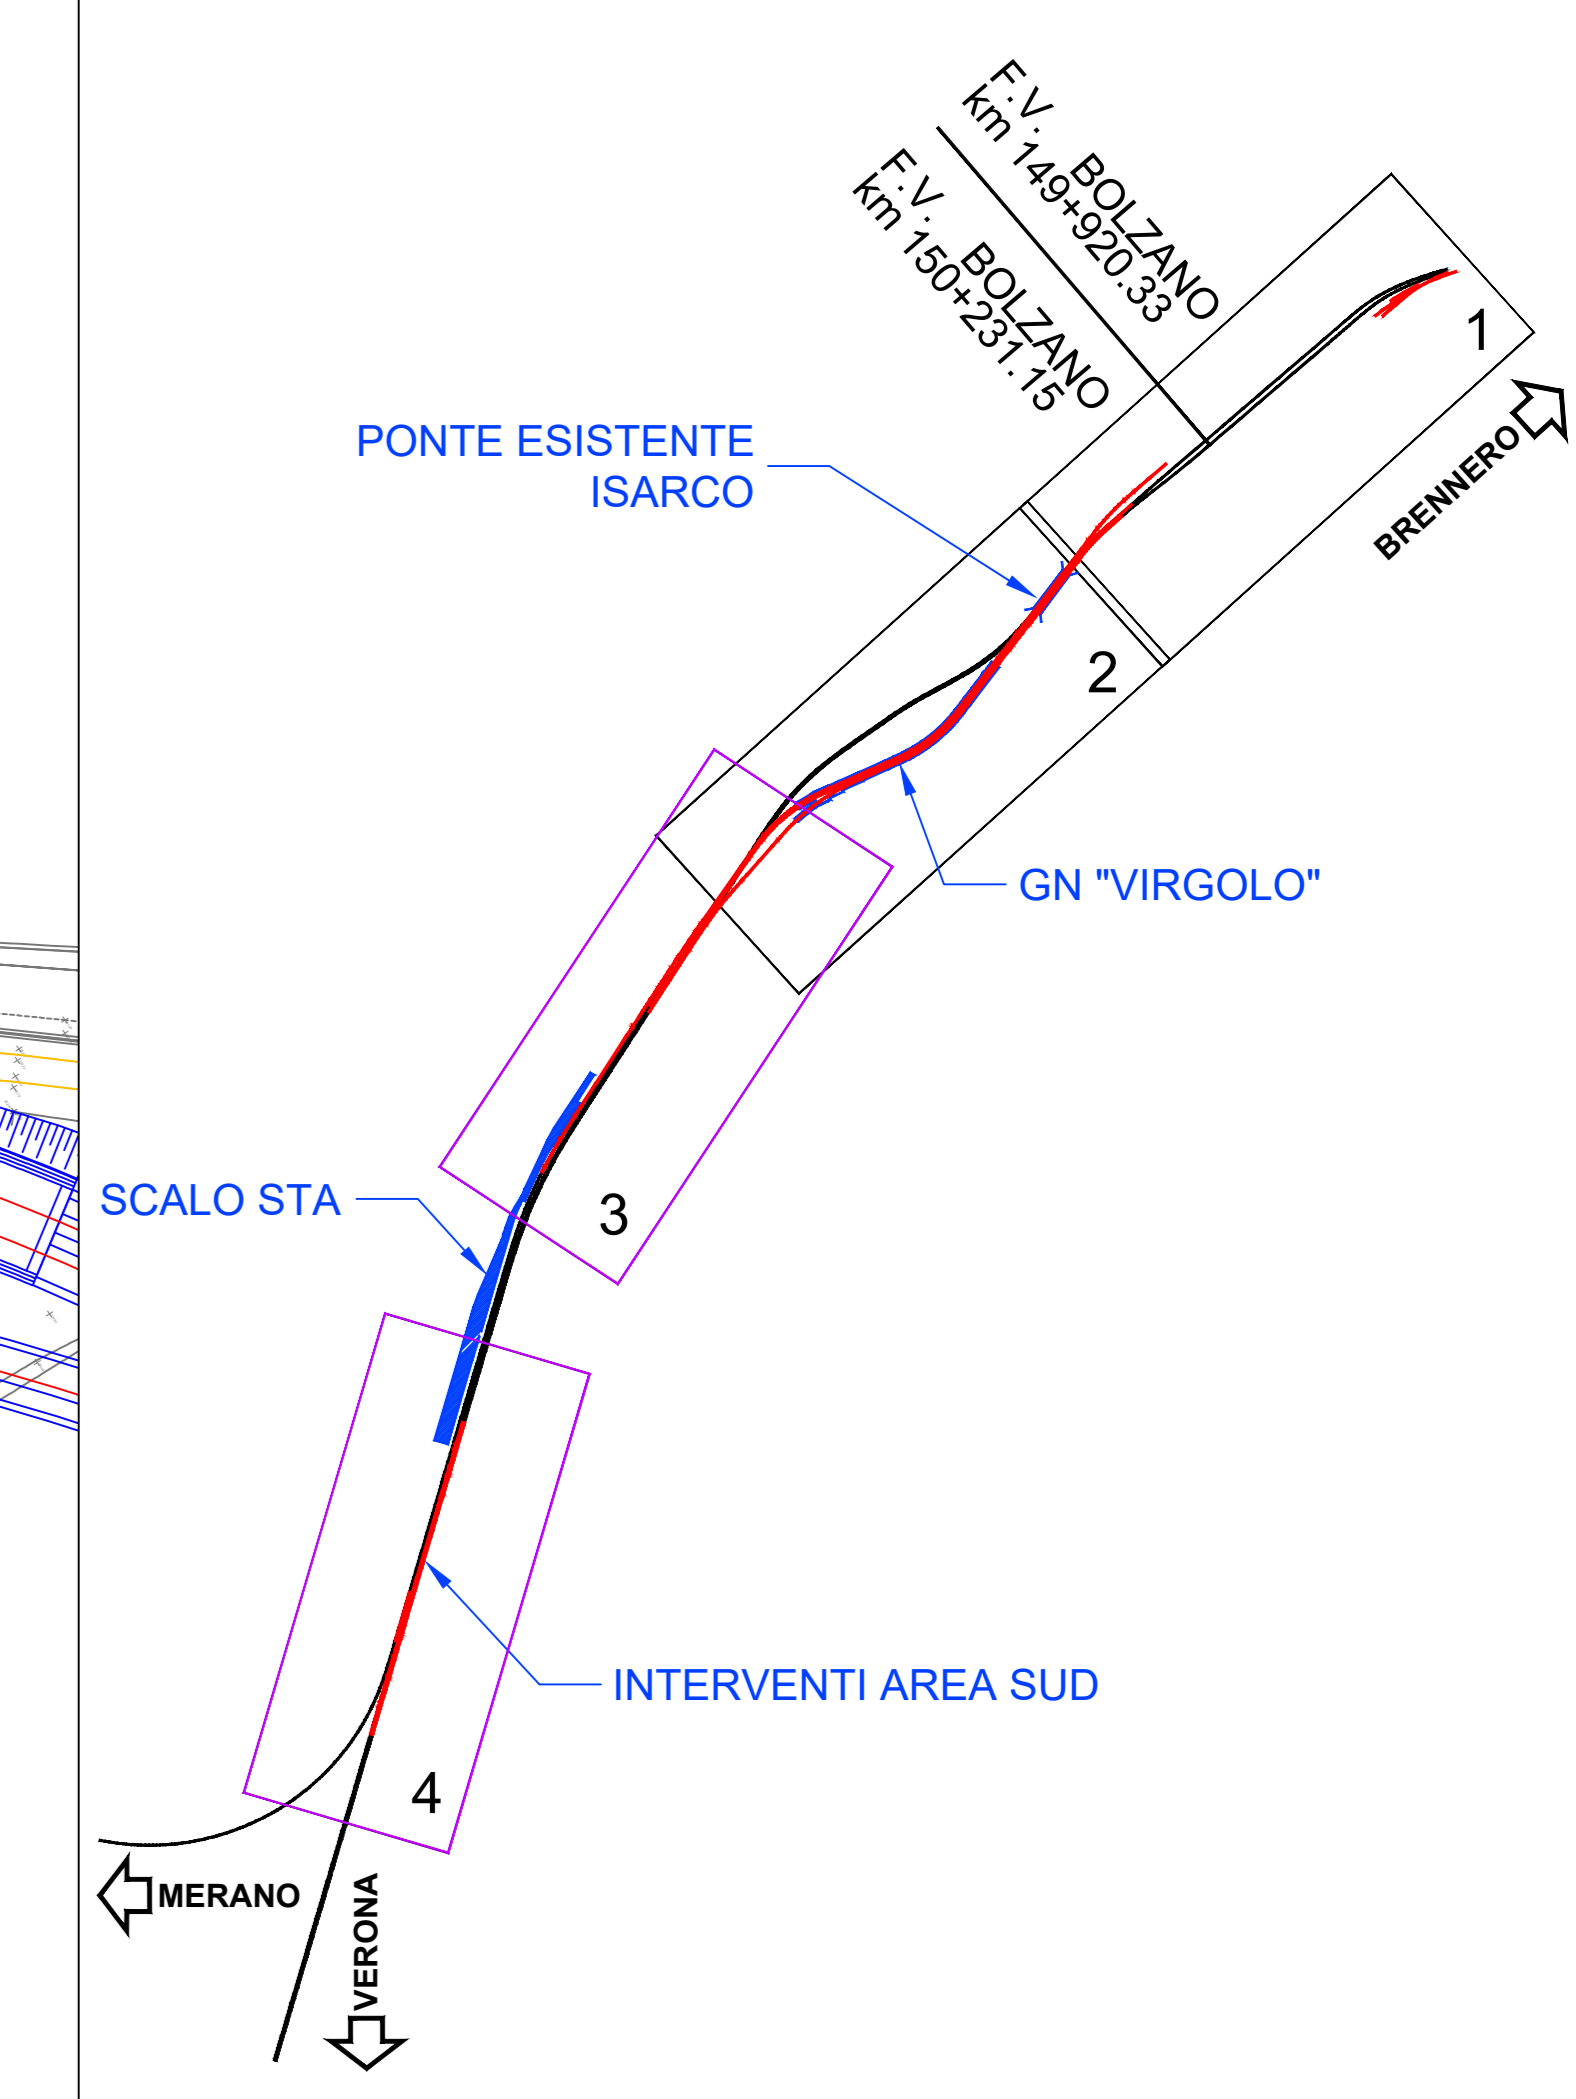 F.V. BOLZANO
km 149+920.33
F.V. BOLZANO
km 150+231.15
1
BRENNERO
PONTE ESISTENTE
ISARCO
2
GN "VIRGOLO"
SCALO STA
3
INTERVENTI AREA SUD
4
MERANO
VERONA